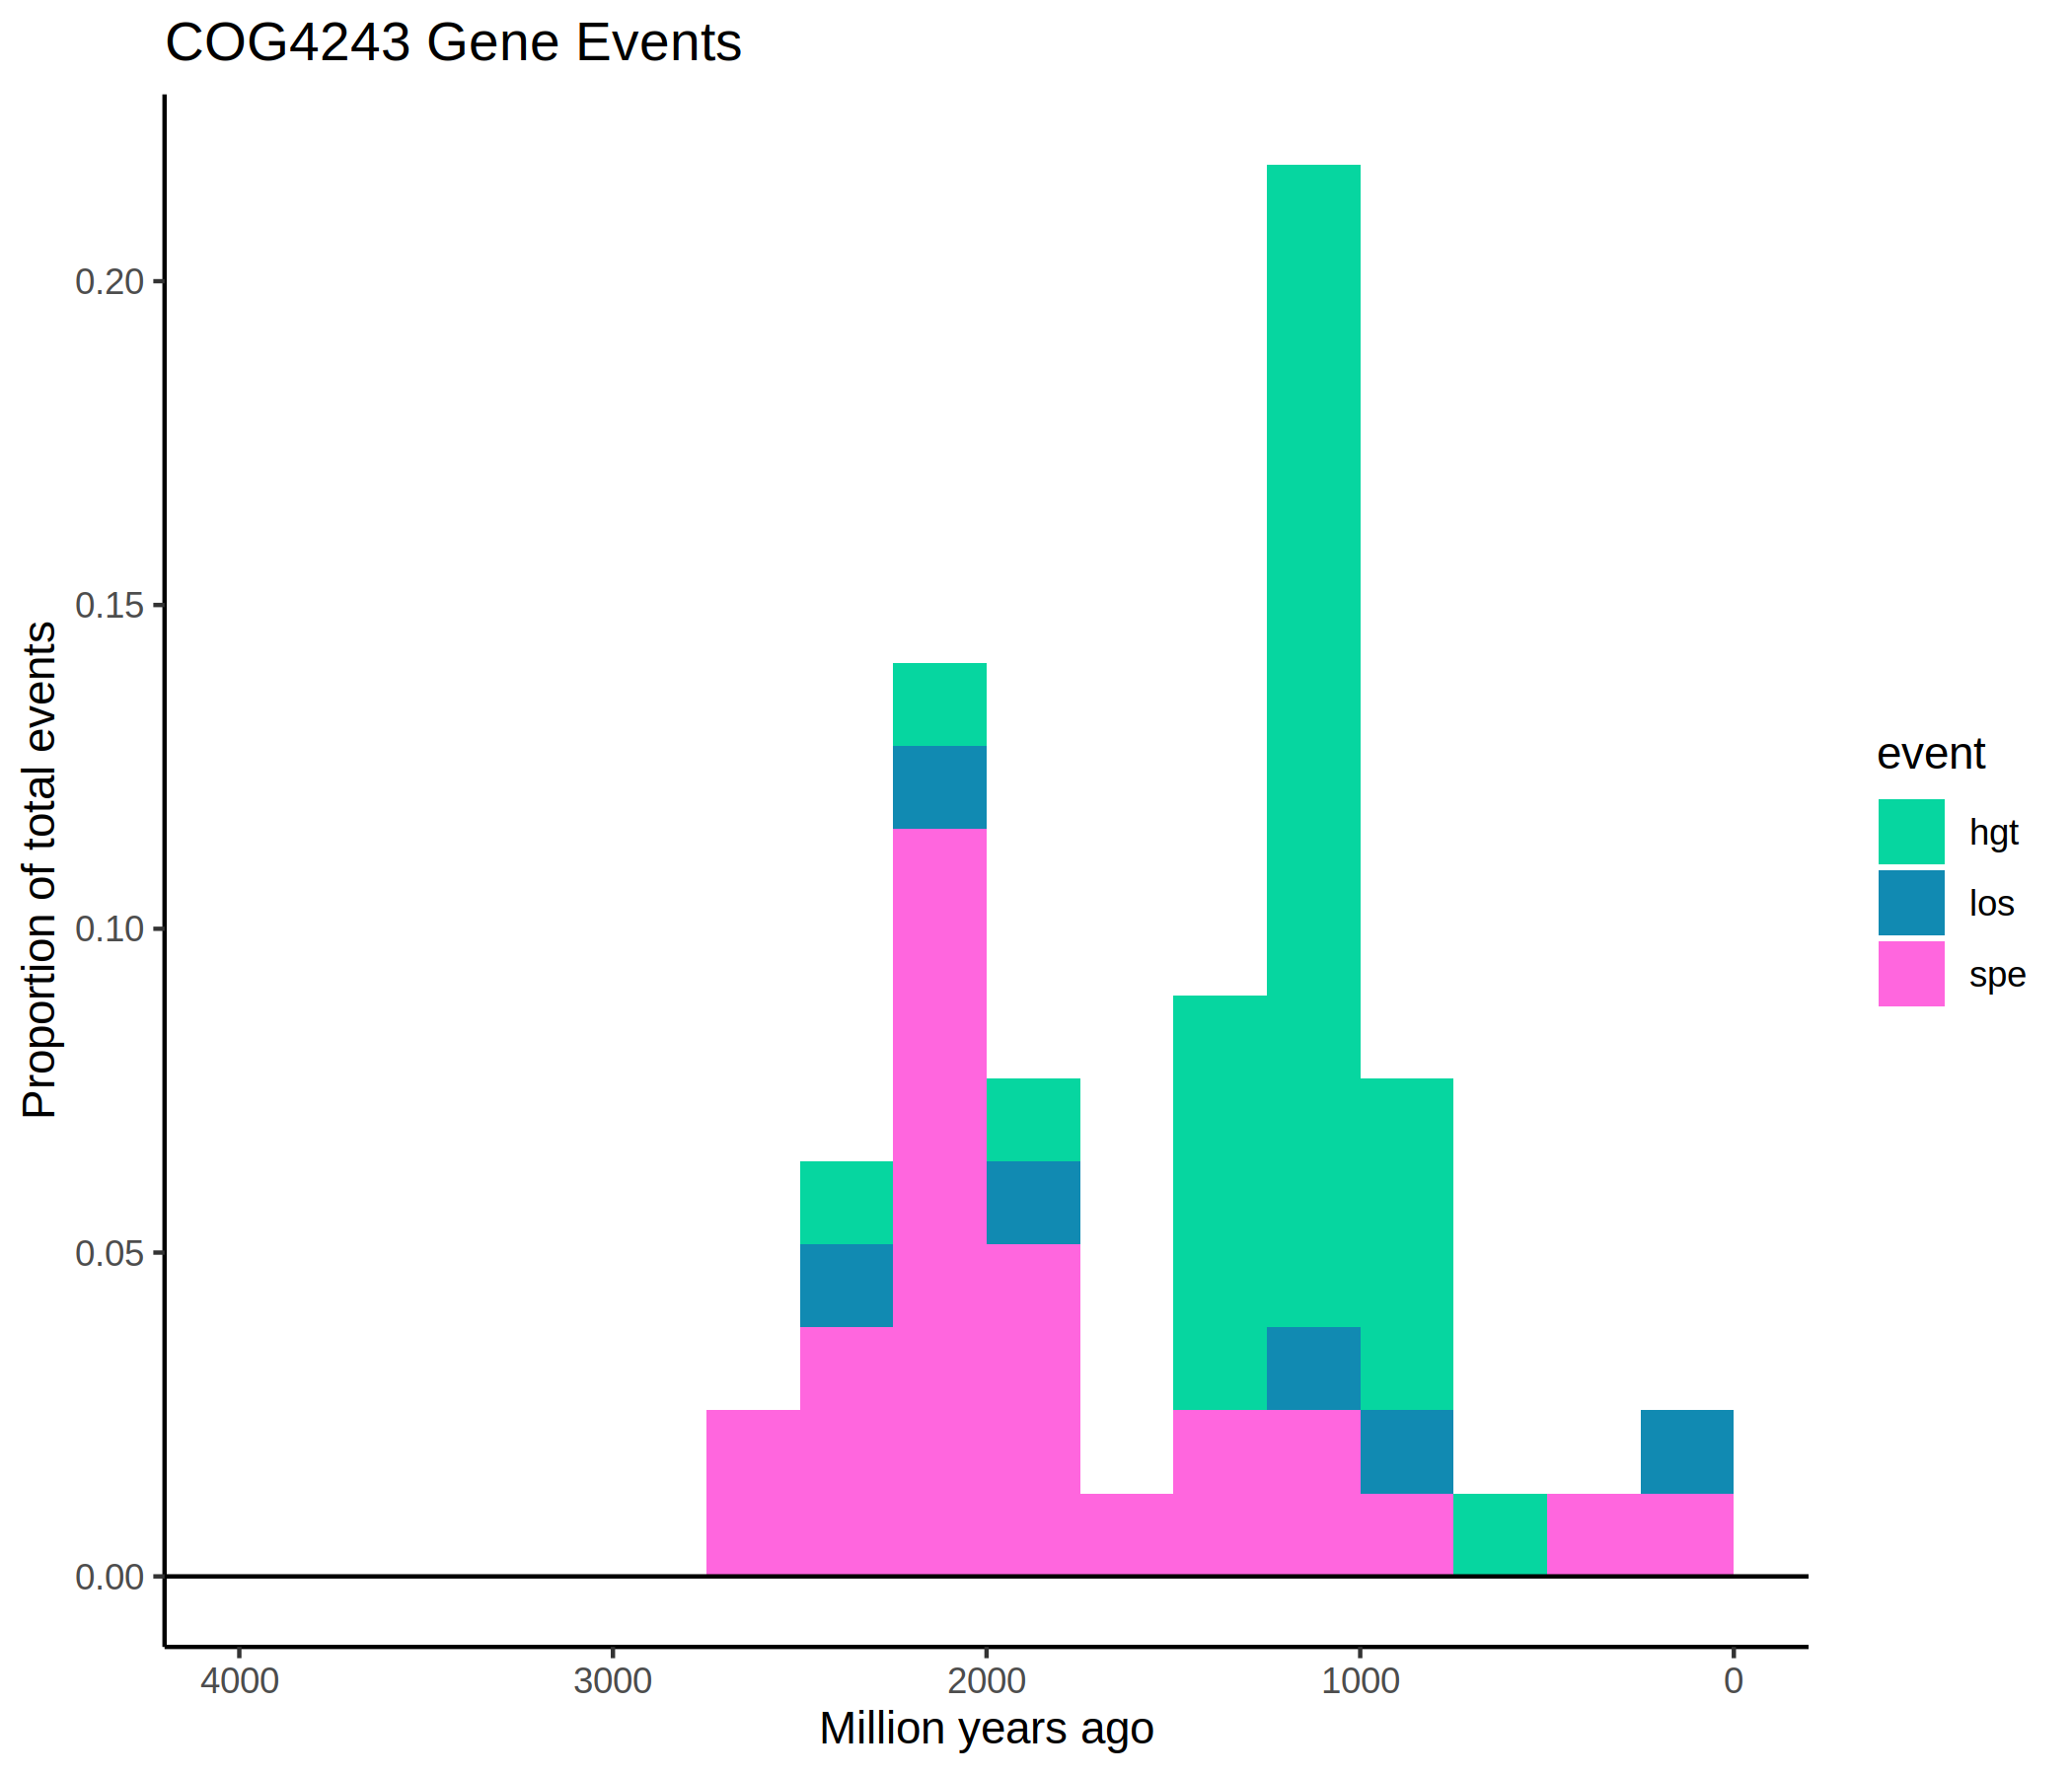 COG4243 Gene Events
Proportion of total events
0.20
0.15
0.10
0.05
0.00
4000 3000 2000 1000 0
Million years ago
event
hgt
los
spe